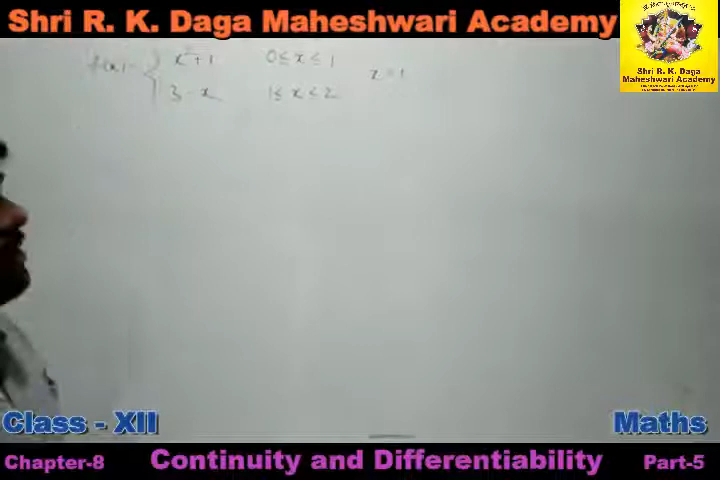 Shri R. K. Daga Maheshwari Academy
Shri R. K. Daga
Maheshwari Academy
f(x) = { x²+1 0 ≤ x ≤ 1
3 - x 1 ≤ x ≤ 2
x = 1
Class - XII
Maths
Chapter-8
Continuity and Differentiability
Part-5